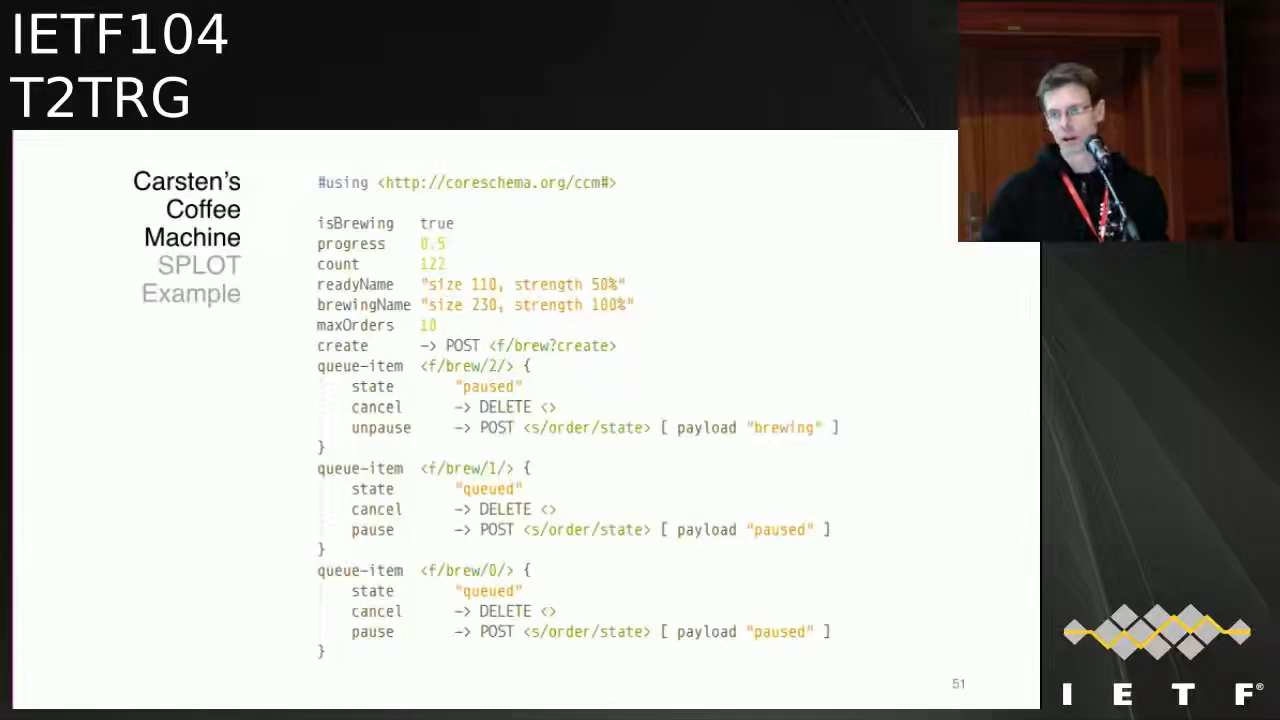 IETF104
T2TRG
Carsten's
Coffee
Machine
SPLOT
Example
#using <http://coreschema.org/ccm#>
isBrewing true
progress 0.5
count 122
readyName "size 110, strength 50%"
brewingName "size 230, strength 100%"
maxOrders 10
create -> POST <f/brew?create>
queue-item <f/brew/2/> {
state "paused"
cancel -> DELETE <>
unpause -> POST <s/order/state> [ payload "brewing" ]
}
queue-item <f/brew/1/> {
state "queued"
cancel -> DELETE <>
pause -> POST <s/order/state> [ payload "paused" ]
}
queue-item <f/brew/0/> {
state "queued"
cancel -> DELETE <>
pause -> POST <s/order/state> [ payload "paused" ]
}
51
I E T F®